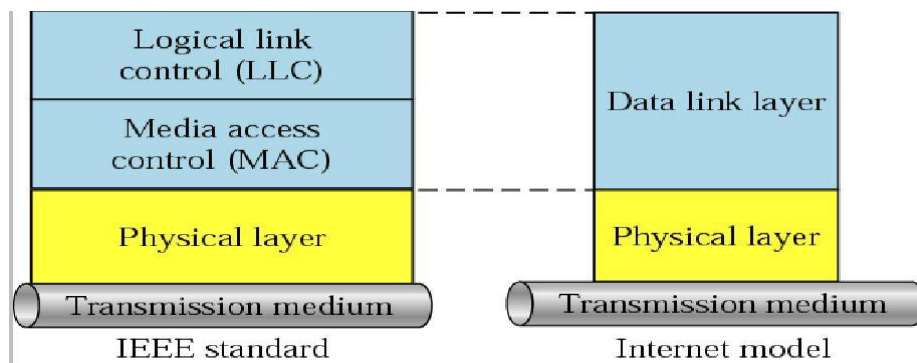 Logical link
control (LLC)
Media access
control (MAC)
Physical layer
Transmission medium
IEEE standard
Data link layer
Physical layer
Transmission medium
Internet model